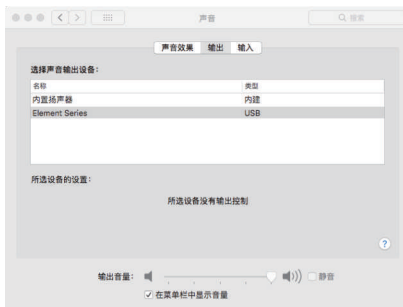 声音
搜索
声音效果 输出 输入
选择声音输出设备：
名称 类型
内置扬声器 内建
Element Series USB
所选设备的设置：
所选设备没有输出控制
?
输出音量： 静音
在菜单栏中显示音量